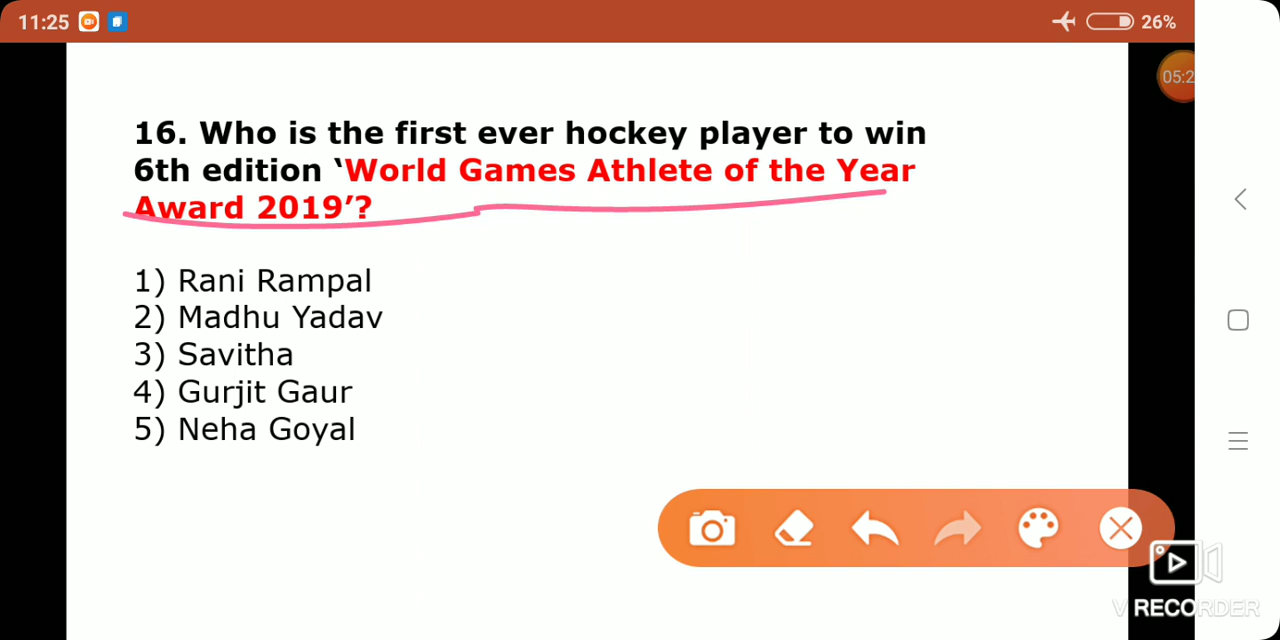 11:25
26%
05:2
16. Who is the first ever hockey player to win
6th edition ‘World Games Athlete of the Year
Award 2019’?
1) Rani Rampal
2) Madhu Yadav
3) Savitha
4) Gurjit Gaur
5) Neha Goyal
V RECORDER